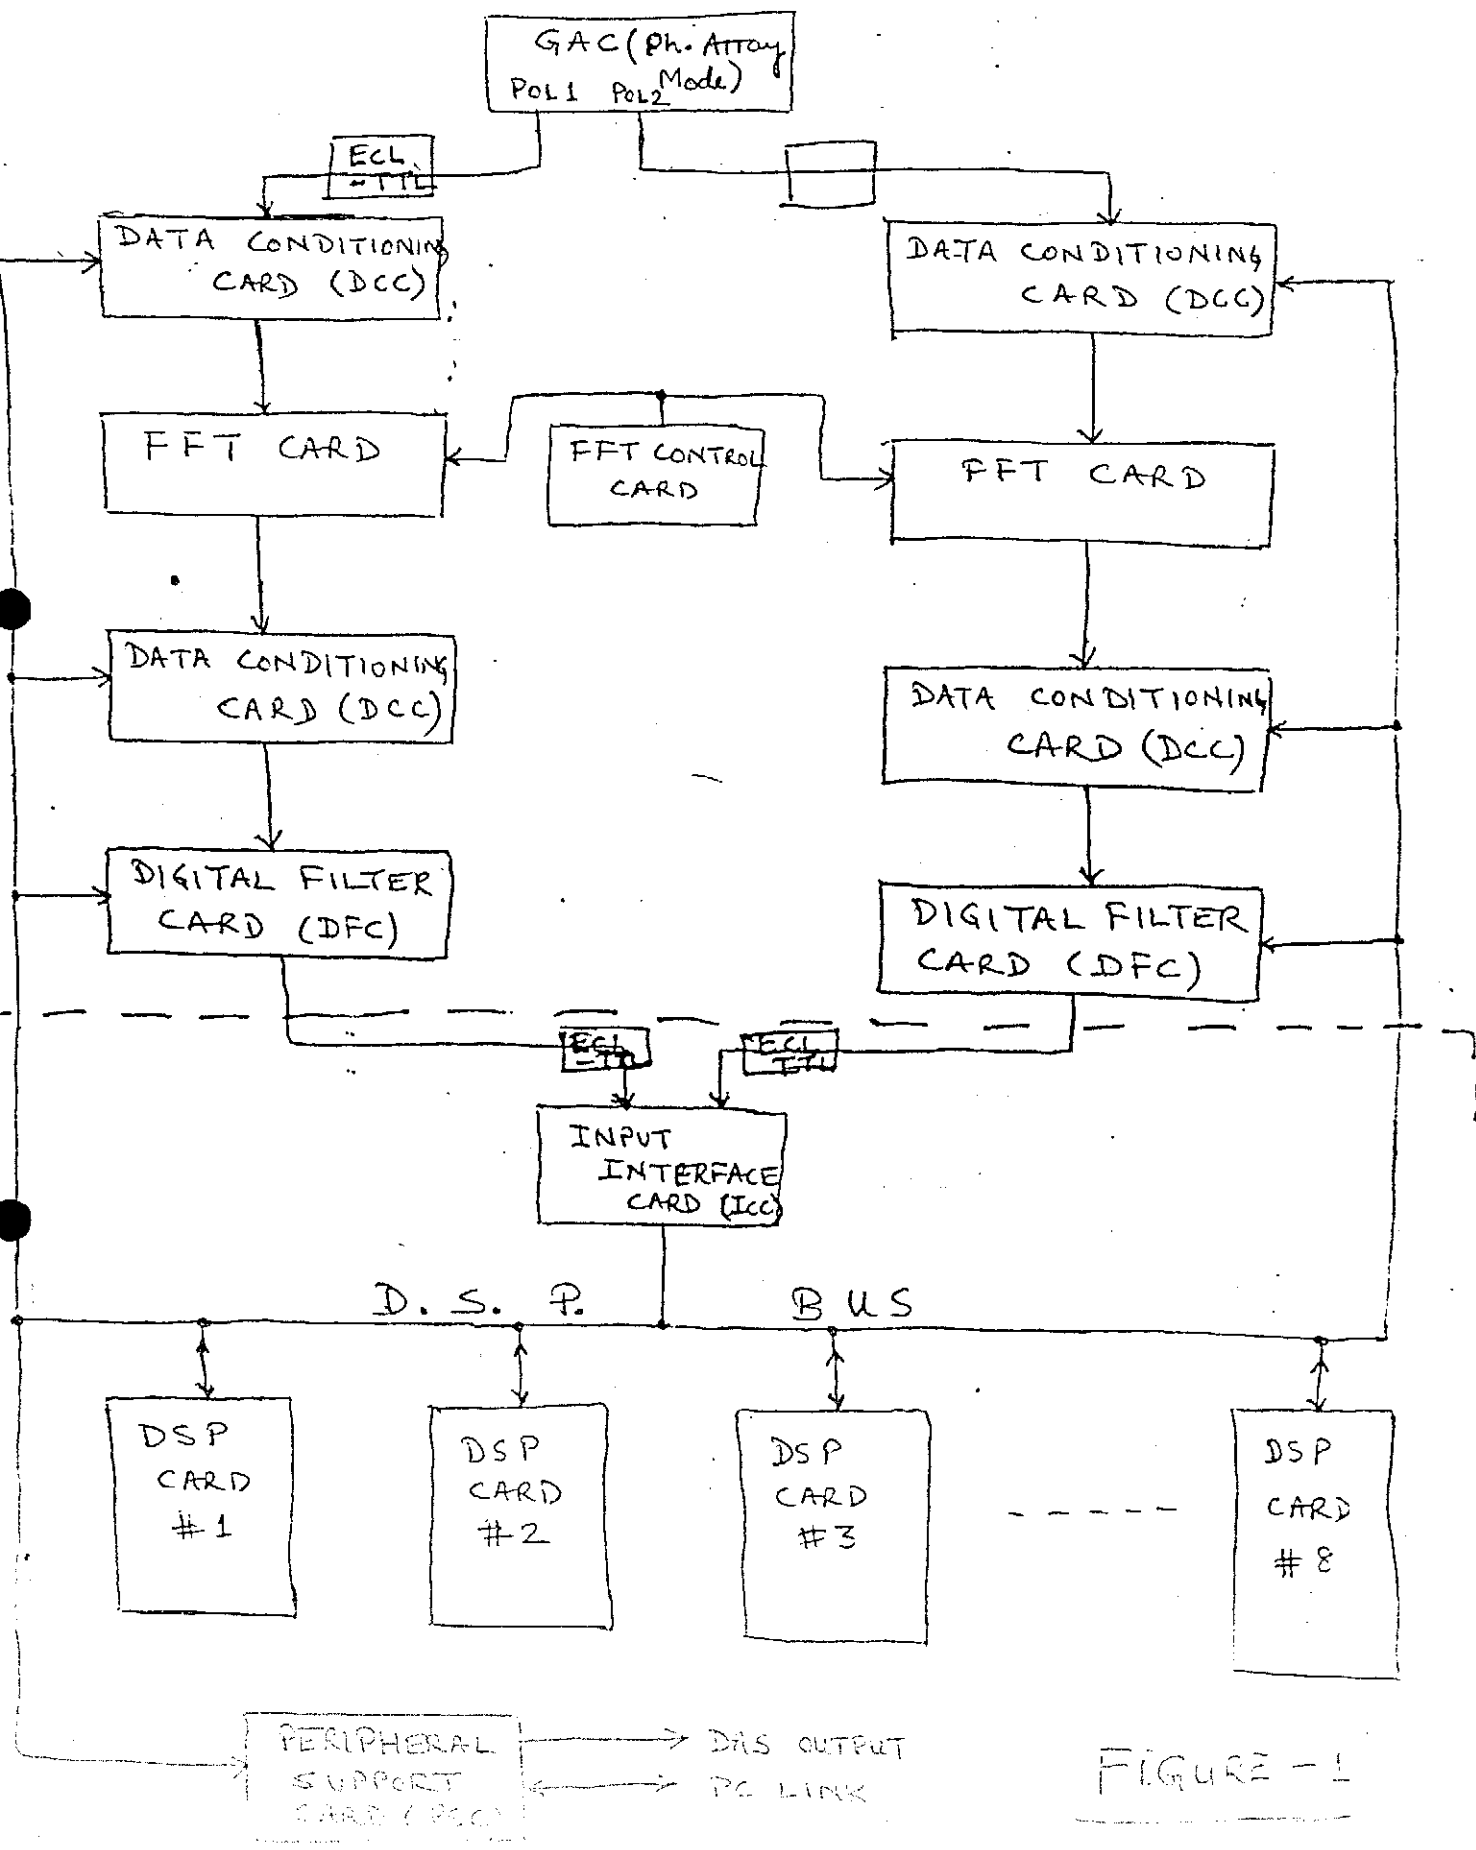 GAC (Ph. Array
Mode)
POL1 POL2
ECL
- TTL
DATA CONDITIONING
CARD (DCC)
DATA CONDITIONING
CARD (DCC)
FFT CARD
FFT CONTROL
CARD
FFT CARD
DATA CONDITIONING
CARD (DCC)
DATA CONDITIONING
CARD (DCC)
DIGITAL FILTER
CARD (DFC)
DIGITAL FILTER
CARD (DFC)
ECL
- TTL
ECL
TTL
INPUT
INTERFACE
CARD (ICC)
D. S. P. BUS
DSP
CARD
#1
DSP
CARD
#2
DSP
CARD
#3
DSP
CARD
#8
PERIPHERAL
SUPPORT
CARD
DAS OUTPUT
PC LINK
FIGURE - 1